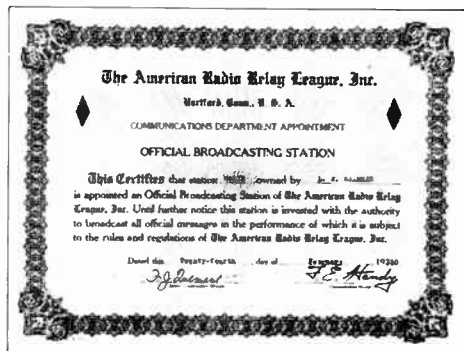 The American Radio Relay League, Inc.
Hartford, Conn., U. S. A.
COMMUNICATIONS DEPARTMENT APPOINTMENT
OFFICIAL BROADCASTING STATION
This Certifies that station owned by
is appointed an Official Broadcasting Station of The American Radio Relay
League, Inc. Until further notice this station is invested with the authority
to broadcast all official messages in the performance of which it is subject
to the rules and regulations of The American Radio Relay League, Inc.
Dated this Twenty-fourth day of
F. E. Handy